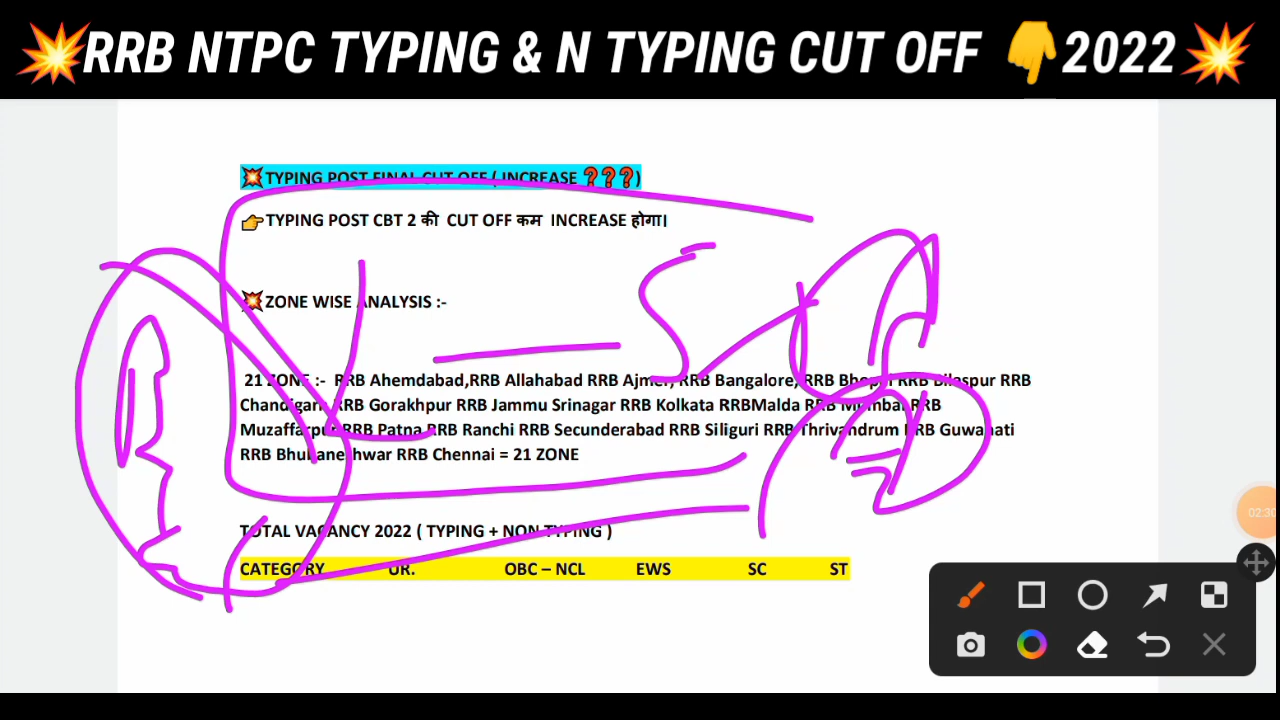 💥RRB NTPC TYPING & N TYPING CUT OFF 👇2022💥
💥TYPING POST FINAL CUT OFF ( INCREASE ❓❓❓)
👉TYPING POST CBT 2 की CUT OFF कम INCREASE होगा।
💥ZONE WISE ANALYSIS :-
21 ZONE :- RRB Ahemdabad,RRB Allahabad RRB Ajmer, RRB Bangalore, RRB Bhopal RRB Bilaspur RRB
Chandigarh RRB Gorakhpur RRB Jammu Srinagar RRB Kolkata RRBMalda RRB Mumbai RRB
Muzaffarpur RRB Patna RRB Ranchi RRB Secunderabad RRB Siliguri RRB Thrivandrum RRB Guwahati
RRB Bhubaneshwar RRB Chennai = 21 ZONE
TOTAL VACANCY 2022 ( TYPING + NON TYPING )
CATEGORY UR. OBC – NCL EWS SC ST
02:30